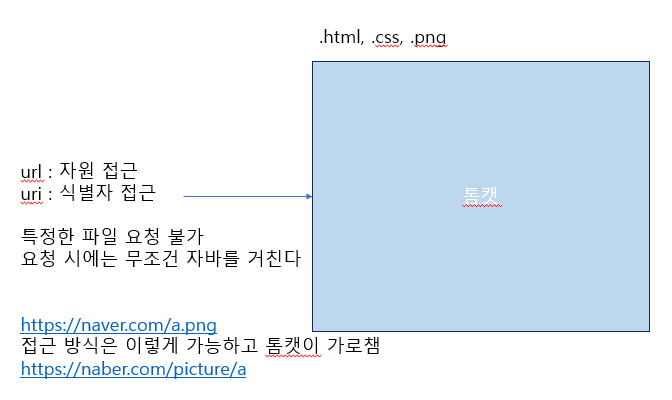 .html, .css, .png
url : 자원 접근
uri : 식별자 접근
톰캣
특정한 파일 요청 불가
요청 시에는 무조건 자바를 거친다
https://naver.com/a.png
접근 방식은 이렇게 가능하고 톰캣이 가로챔
https://naber.com/picture/a